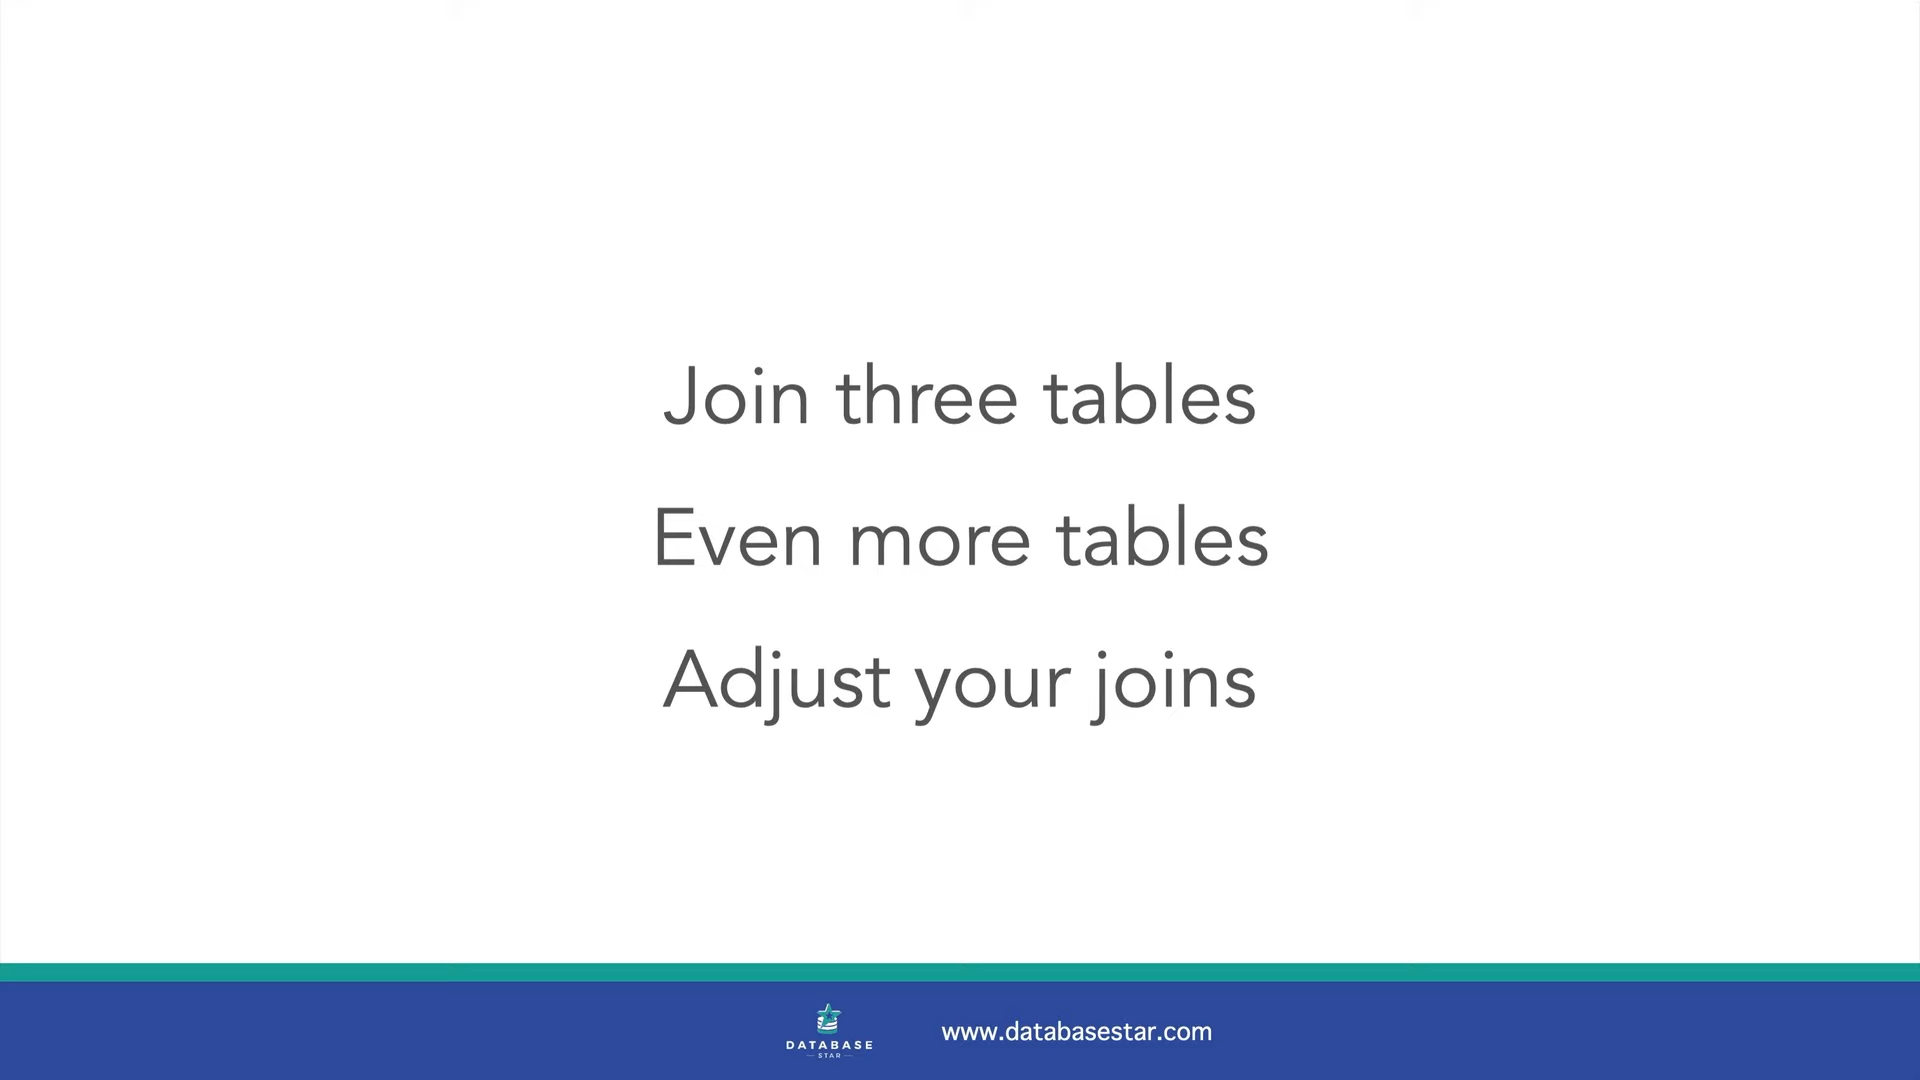 Join three tables
Even more tables
Adjust your joins
DATABASE
STAR
www.databasestar.com